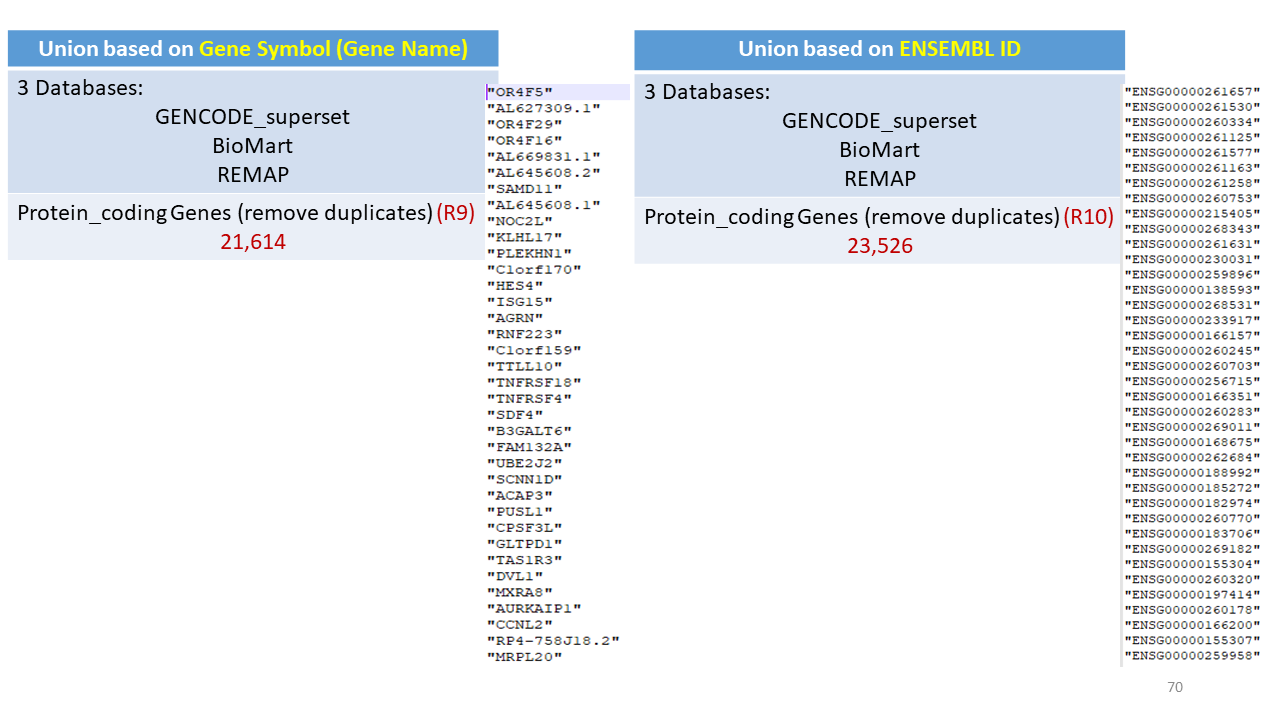 Union based on Gene Symbol (Gene Name)
3 Databases:
GENCODE_superset
BioMart
REMAP
Protein_coding Genes (remove duplicates) (R9)
21,614
"OR4F5"
"AL627309.1"
"OR4F29"
"OR4F16"
"AL669831.1"
"AL645608.2"
"SAMD11"
"AL645608.1"
"NOC2L"
"KLHL17"
"PLEKHN1"
"C1orf170"
"HES4"
"ISG15"
"AGRN"
"RNF223"
"C1orf159"
"TTLL10"
"TNFRSF18"
"TNFRSF4"
"SDF4"
"B3GALT6"
"FAM132A"
"UBE2J2"
"SCNN1D"
"ACAP3"
"PUSL1"
"CPSF3L"
"GLTPD1"
"TAS1R3"
"DVL1"
"MXRA8"
"AURKAIP1"
"CCNL2"
"RP4-758J18.2"
"MRPL20"
Union based on ENSEMBL ID
3 Databases:
GENCODE_superset
BioMart
REMAP
Protein_coding Genes (remove duplicates) (R10)
23,526
"ENSG00000261657"
"ENSG00000261530"
"ENSG00000260334"
"ENSG00000261125"
"ENSG00000261577"
"ENSG00000261163"
"ENSG00000261258"
"ENSG00000260753"
"ENSG00000215405"
"ENSG00000268343"
"ENSG00000261631"
"ENSG00000230031"
"ENSG00000259896"
"ENSG00000138593"
"ENSG00000268531"
"ENSG00000233917"
"ENSG00000166157"
"ENSG00000260245"
"ENSG00000260703"
"ENSG00000256715"
"ENSG00000166351"
"ENSG00000260283"
"ENSG00000269011"
"ENSG00000168675"
"ENSG00000262684"
"ENSG00000188992"
"ENSG00000185272"
"ENSG00000182974"
"ENSG00000260770"
"ENSG00000183706"
"ENSG00000269182"
"ENSG00000155304"
"ENSG00000260320"
"ENSG00000197414"
"ENSG00000260178"
"ENSG00000166200"
"ENSG00000155307"
"ENSG00000259958"
70